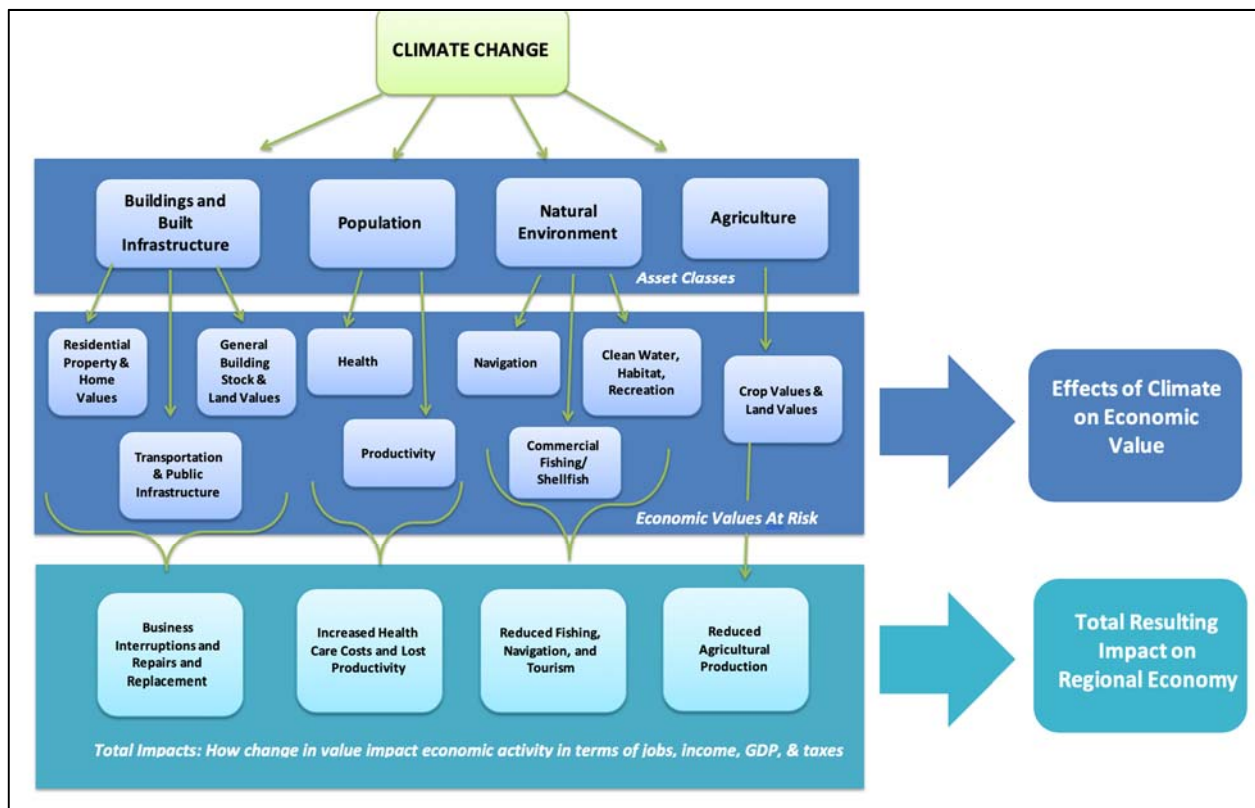 CLIMATE CHANGE
Buildings and
Built
Infrastructure
Population
Natural
Environment
Agriculture
Asset Classes
Residential
Property &
Home
Values
General
Building
Stock &
Land Values
Health
Navigation
Clean Water,
Habitat,
Recreation
Crop Values &
Land Values
Transportation
& Public
Infrastructure
Productivity
Commercial
Fishing/
Shellfish
Economic Values At Risk
Effects of Climate
on Economic
Value
Business
Interruptions and
Repairs and
Replacement
Increased Health
Care Costs and Lost
Productivity
Reduced Fishing,
Navigation, and
Tourism
Reduced
Agricultural
Production
Total Impacts: How change in value impact economic activity in terms of jobs, income, GDP, & taxes
Total Resulting
Impact on
Regional Economy